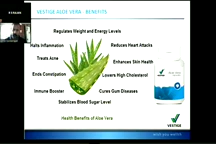 VESTIGE ALOE VERA - BENEFITS
Regulates Weight and Energy Levels
Halts Inflammation
Reduces Heart Attacks
Treats Acne
Enhances Skin Health
Ends Constipation
Lowers High Cholesterol
Immune Booster
Cures Gum Diseases
Stabilizes Blood Sugar Level
Health Benefits of Aloe Vera
VESTIGE